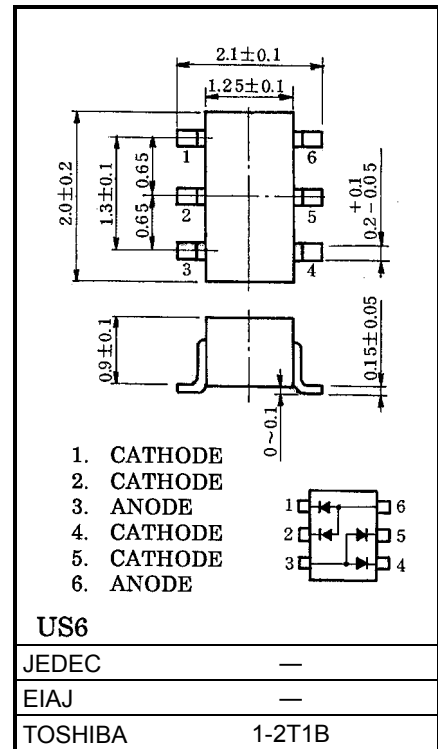 2.1±0.1
1.25±0.1
2.0±0.2
1.3±0.1
0.65
0.65
1
2
3
6
5
4
+0.1
0.2-0.05
0.9±0.1
0.15±0.05
0~0.1
1. CATHODE
2. CATHODE
3. ANODE
4. CATHODE
5. CATHODE
6. ANODE
1
2
3
6
5
4
US6
JEDEC —
EIAJ —
TOSHIBA 1-2T1B